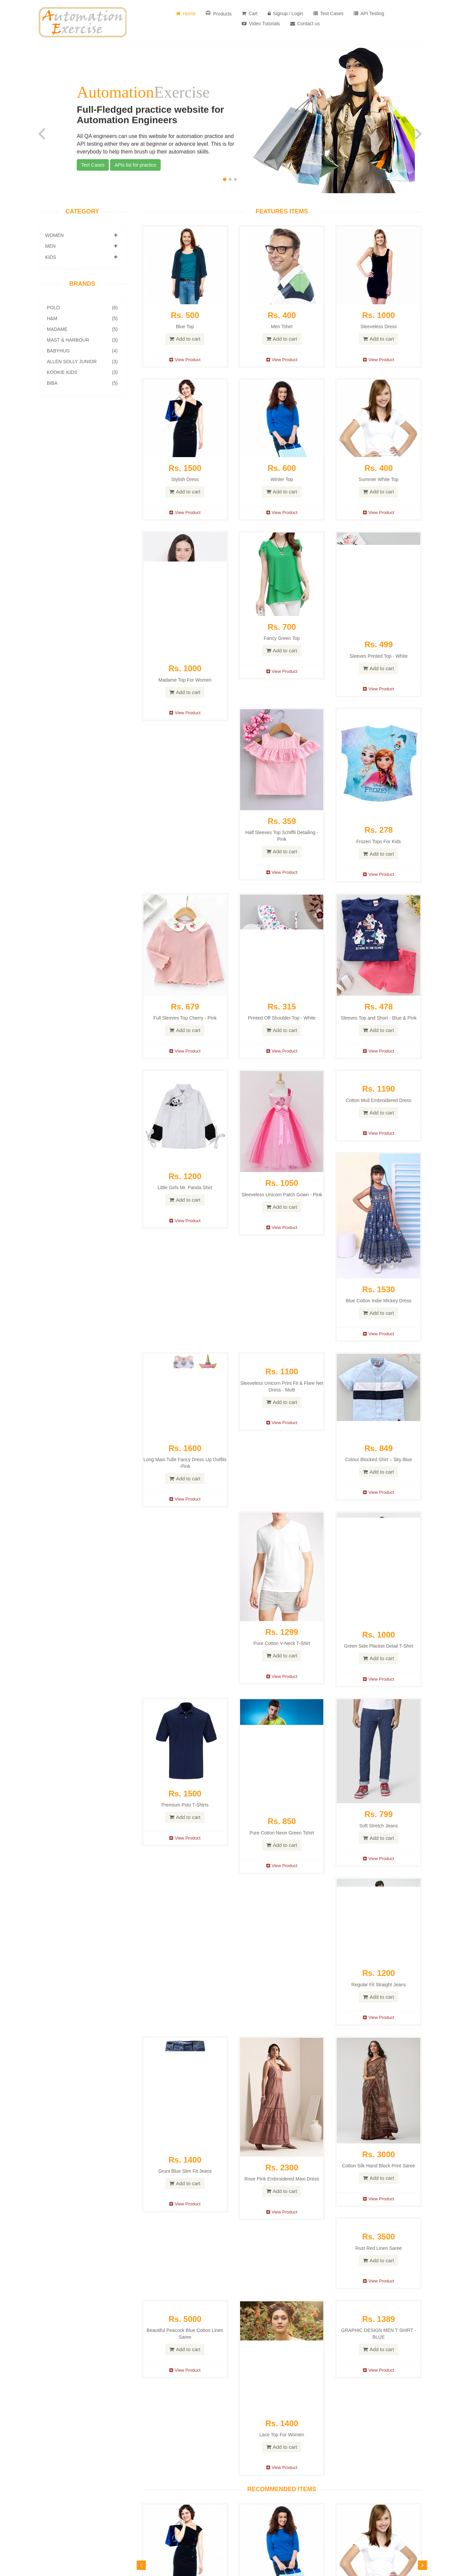 Automation
Exercise
Home
Products
Cart
Signup / Login
Test Cases
API Testing
Video Tutorials
Contact us
AutomationExercise
Full-Fledged practice website for
Automation Engineers
All QA engineers can use this website for automation practice and
API testing either they are at beginner or advance level. This is for
everybody to help them brush up their automation skills.
Test Cases
APIs list for practice
CATEGORY
WOMEN
MEN
KIDS
BRANDS
POLO (6)
H&M (5)
MADAME (5)
MAST & HARBOUR (3)
BABYHUG (4)
ALLEN SOLLY JUNIOR (3)
KOOKIE KIDS (3)
BIBA (5)
FEATURES ITEMS
Rs. 500
Blue Top
Add to cart
View Product
Rs. 400
Men Tshirt
Add to cart
View Product
Rs. 1000
Sleeveless Dress
Add to cart
View Product
Rs. 1500
Stylish Dress
Add to cart
View Product
Rs. 600
Winter Top
Add to cart
View Product
Rs. 400
Summer White Top
Add to cart
View Product
Rs. 1000
Madame Top For Women
Add to cart
View Product
Rs. 700
Fancy Green Top
Add to cart
View Product
Rs. 499
Sleeves Printed Top - White
Add to cart
View Product
Rs. 359
Half Sleeves Top Schiffli Detailing -
Pink
Add to cart
View Product
FROZEN
Rs. 278
Frozen Tops For Kids
Add to cart
View Product
Rs. 679
Full Sleeves Top Cherry - Pink
Add to cart
View Product
Rs. 315
Printed Off Shoulder Top - White
Add to cart
View Product
Rs. 478
Sleeves Top and Short - Blue & Pink
Add to cart
View Product
Rs. 1200
Little Girls Mr. Panda Shirt
Add to cart
View Product
Rs. 1050
Sleeveless Unicorn Patch Gown - Pink
Add to cart
View Product
Rs. 1190
Cotton Mull Embroidered Dress
Add to cart
View Product
Rs. 1530
Blue Cotton Indie Mickey Dress
Add to cart
View Product
Rs. 1600
Long Maxi Tulle Fancy Dress Up Outfits
-Pink
Add to cart
View Product
Rs. 1100
Sleeveless Unicorn Print Fit & Flare Net
Dress - Multi
Add to cart
View Product
Rs. 849
Colour Blocked Shirt – Sky Blue
Add to cart
View Product
Rs. 1299
Pure Cotton V-Neck T-Shirt
Add to cart
View Product
Rs. 1000
Green Side Placket Detail T-Shirt
Add to cart
View Product
Rs. 1500
Premium Polo T-Shirts
Add to cart
View Product
Rs. 850
Pure Cotton Neon Green Tshirt
Add to cart
View Product
Rs. 799
Soft Stretch Jeans
Add to cart
View Product
Rs. 1200
Regular Fit Straight Jeans
Add to cart
View Product
Rs. 1400
Grunt Blue Slim Fit Jeans
Add to cart
View Product
Rs. 2300
Rose Pink Embroidered Maxi Dress
Add to cart
View Product
Rs. 3000
Cotton Silk Hand Block Print Saree
Add to cart
View Product
Rs. 3500
Rust Red Linen Saree
Add to cart
View Product
Rs. 5000
Beautiful Peacock Blue Cotton Linen
Saree
Add to cart
View Product
Rs. 1400
Lace Top For Women
Add to cart
View Product
Rs. 1389
GRAPHIC DESIGN MEN T SHIRT -
BLUE
Add to cart
View Product
RECOMMENDED ITEMS